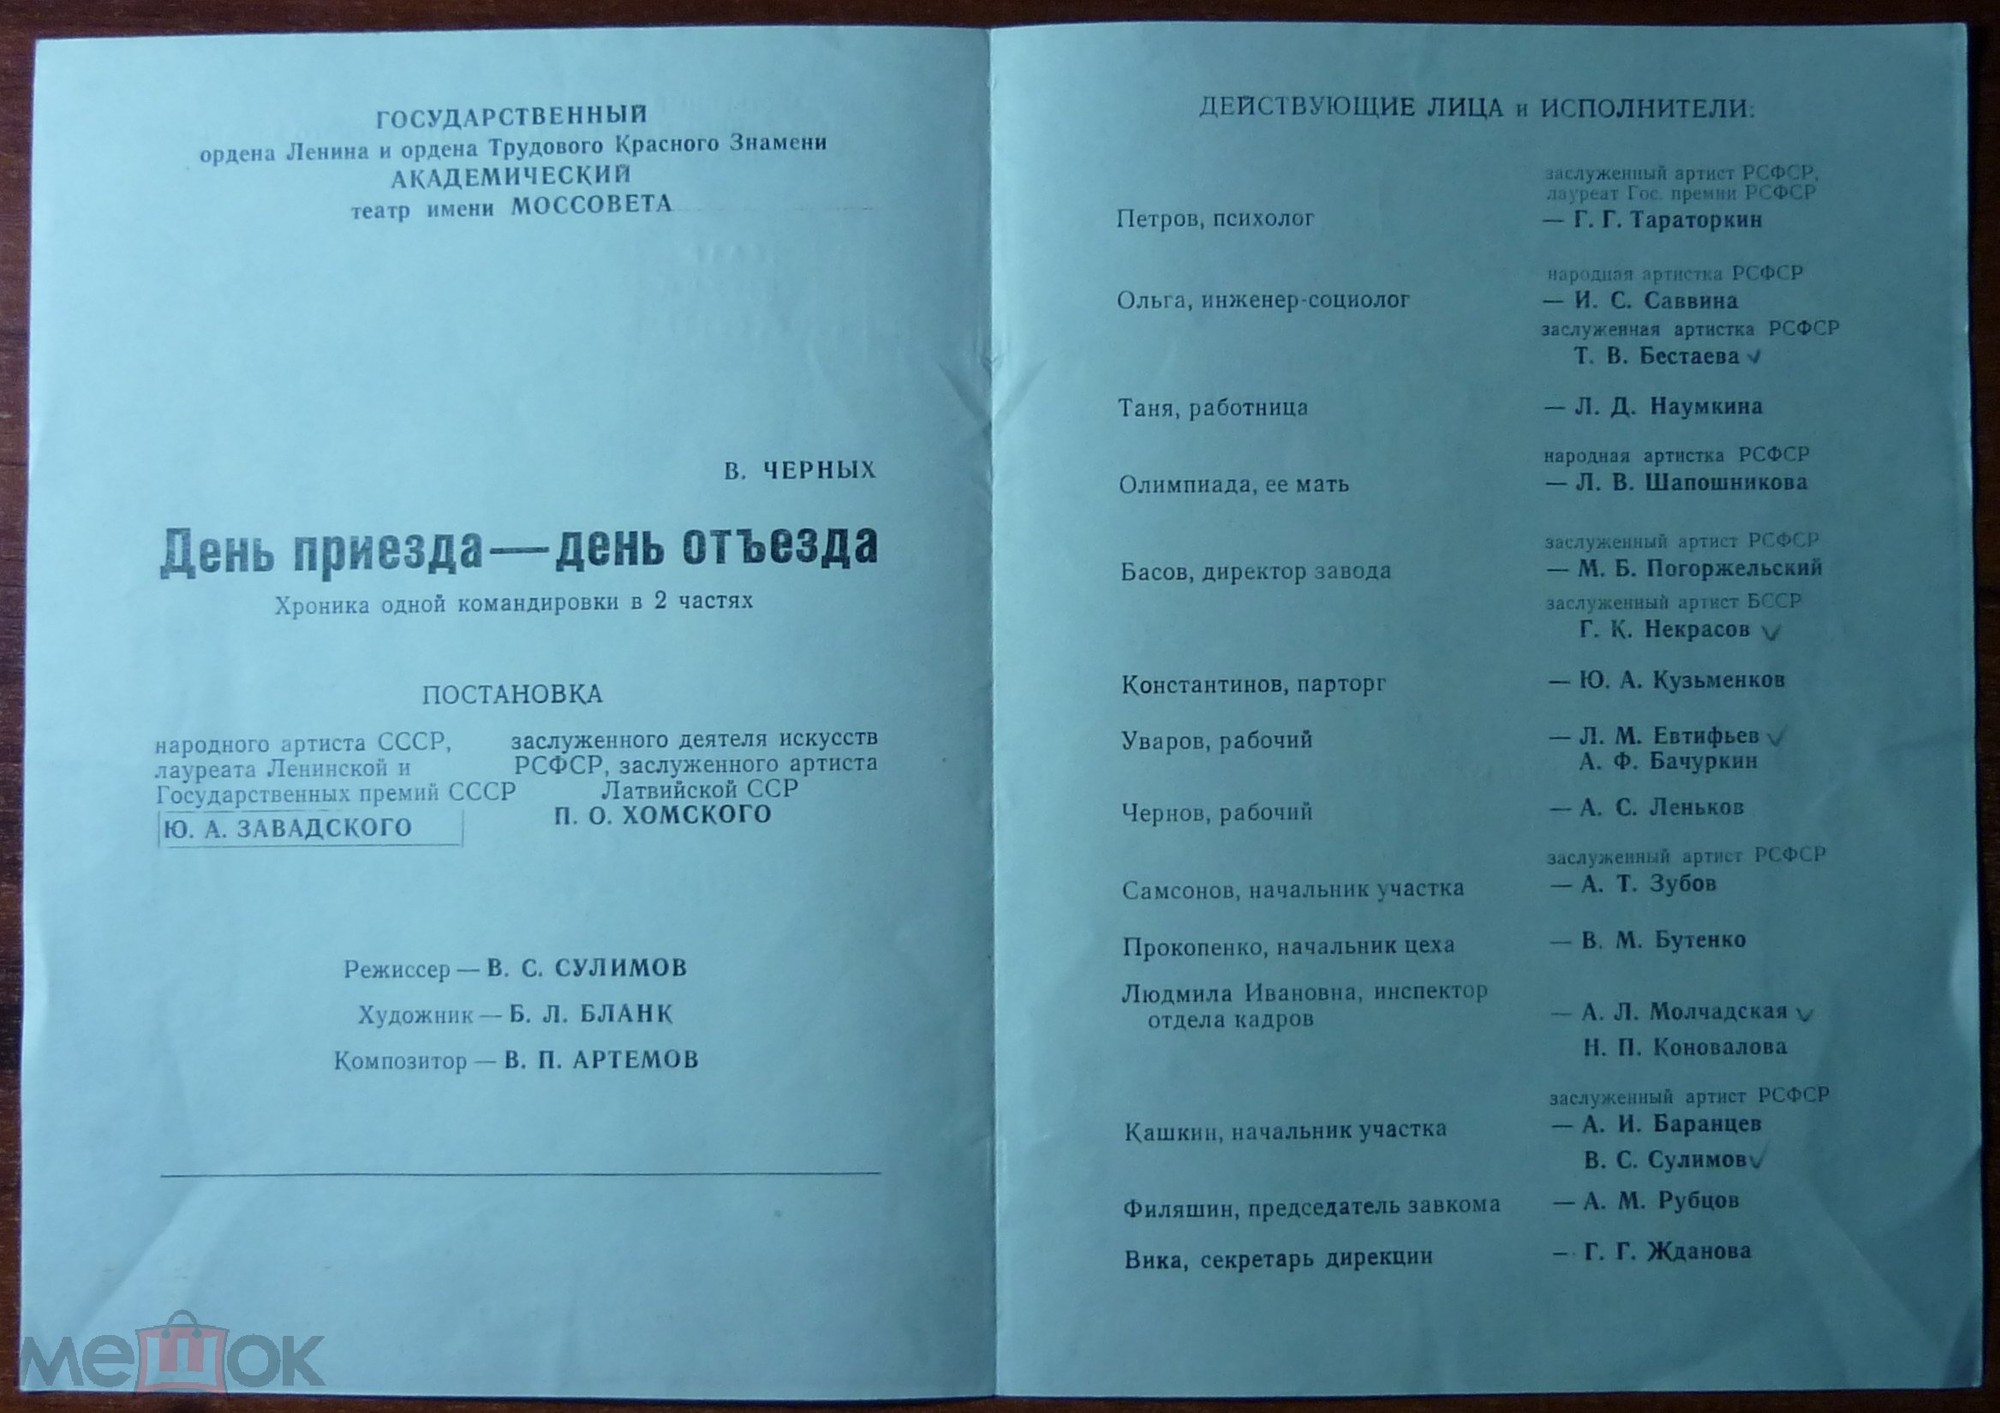 ГОСУДАРСТВЕННЫЙ
ордена Ленина и ордена Трудового Красного Знамени
АКАДЕМИЧЕСКИЙ
театр имени МОССОВЕТА
В. ЧЕРНЫХ
День приезда — день отъезда
Хроника одной командировки в 2 частях
ПОСТАНОВКА
народного артиста СССР,
лауреата Ленинской и
Государственных премий СССР
Ю. А. ЗАВАДСКОГО
заслуженного деятеля искусств
РСФСР, заслуженного артиста
Латвийской ССР
П. О. ХОМСКОГО
Режиссер — В. С. СУЛИМОВ
Художник — Б. Л. БЛАНК
Композитор — В. П. АРТЕМОВ
ДЕЙСТВУЮЩИЕ ЛИЦА и ИСПОЛНИТЕЛИ:
заслуженный артист РСФСР,
лауреат Гос. премии РСФСР
Петров, психолог — Г. Г. Тараторкин
народная артистка РСФСР
Ольга, инженер-социолог — И. С. Саввина
заслуженная артистка РСФСР
Т. В. Бестаева
Таня, работница — Л. Д. Наумкина
народная артистка РСФСР
Олимпиада, ее мать — Л. В. Шапошникова
заслуженный артист РСФСР
Басов, директор завода — М. Б. Погоржельский
заслуженный артист БССР
Г. К. Некрасов
Константинов, парторг — Ю. А. Кузьменков
Уваров, рабочий — Л. М. Евтифьев
А. Ф. Бачуркин
Чернов, рабочий — А. С. Леньков
заслуженный артист РСФСР
Самсонов, начальник участка — А. Т. Зубов
Прокопенко, начальник цеха — В. М. Бутенко
Людмила Ивановна, инспектор
отдела кадров — А. Л. Молчадская
Н. П. Коновалова
заслуженный артист РСФСР
Кашкин, начальник участка — А. И. Баранцев
В. С. Сулимов
Филяшин, председатель завкома — А. М. Рубцов
Вика, секретарь дирекции — Г. Г. Жданова
мешок